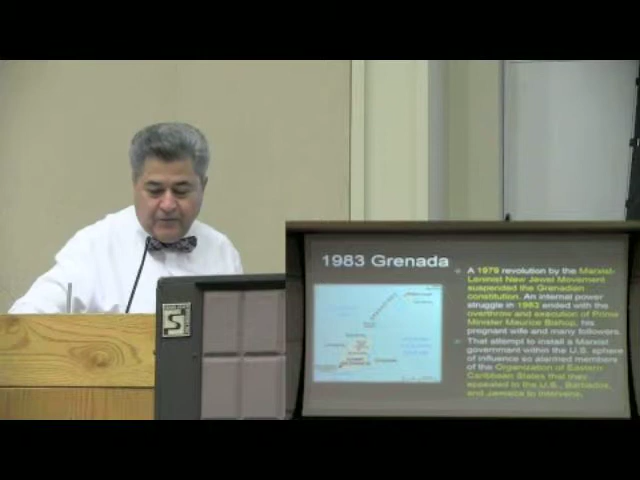 1983 Grenada
A 1979 revolution by the Marxist-
Leninist New Jewel Movement
suspended the Grenadian
constitution. An internal power
struggle in 1983 ended with the
overthrow and execution of Prime
Minister Maurice Bishop, his
pregnant wife and many followers.
That attempt to install a Marxist
government within the U.S. sphere
of influence so alarmed members
of the Organization of Eastern
Caribbean States that they
appealed to the U.S., Barbados,
and Jamaica to intervene.
S